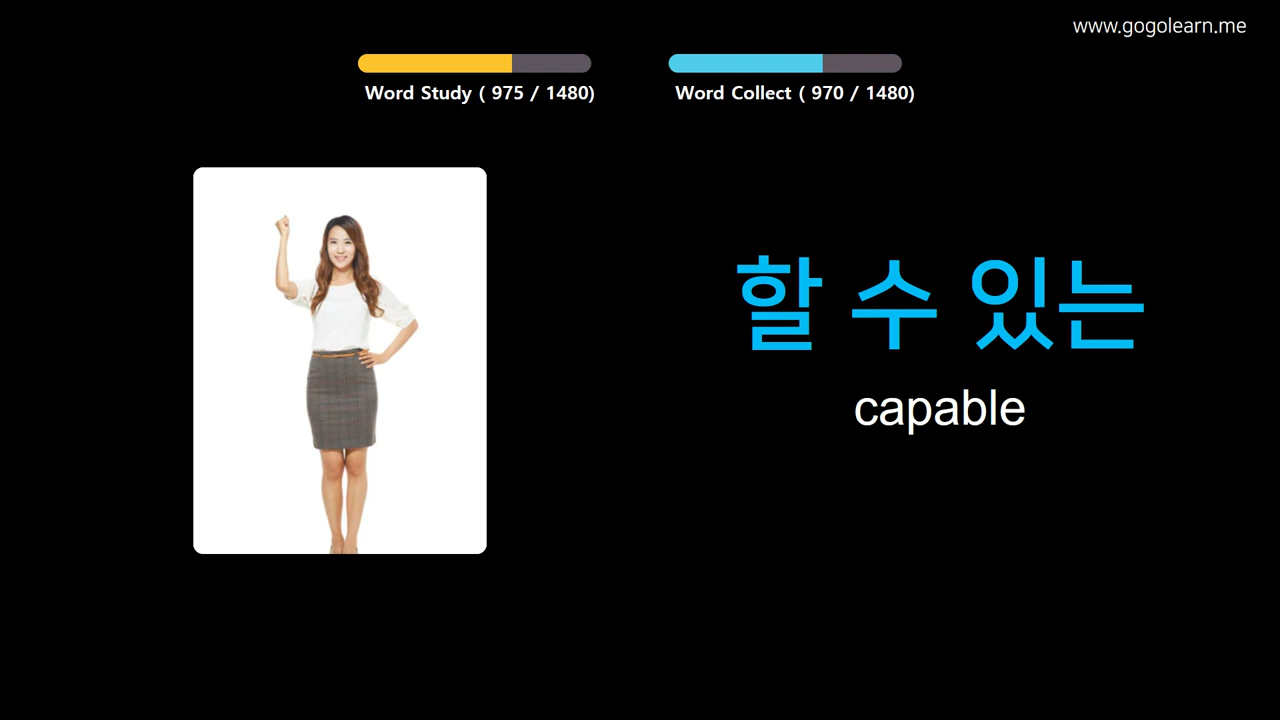 www.gogolearn.me
Word Study ( 975 / 1480)
Word Collect ( 970 / 1480)
할 수 있는
capable